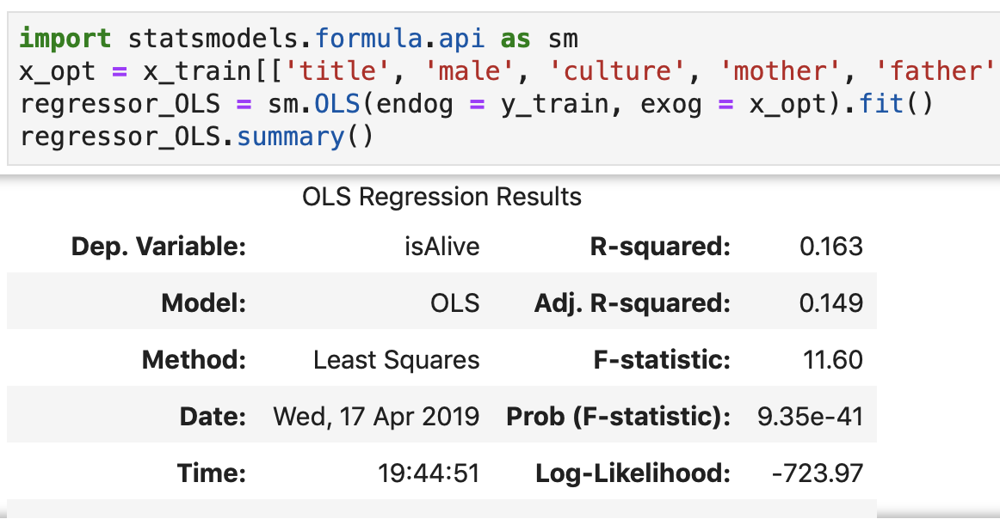 import statsmodels.formula.api as sm
x_opt = x_train[['title', 'male', 'culture', 'mother', 'father'
regressor_OLS = sm.OLS(endog = y_train, exog = x_opt).fit()
regressor_OLS.summary()
OLS Regression Results
Dep. Variable: isAlive R-squared: 0.163
Model: OLS Adj. R-squared: 0.149
Method: Least Squares F-statistic: 11.60
Date: Wed, 17 Apr 2019 Prob (F-statistic): 9.35e-41
Time: 19:44:51 Log-Likelihood: -723.97